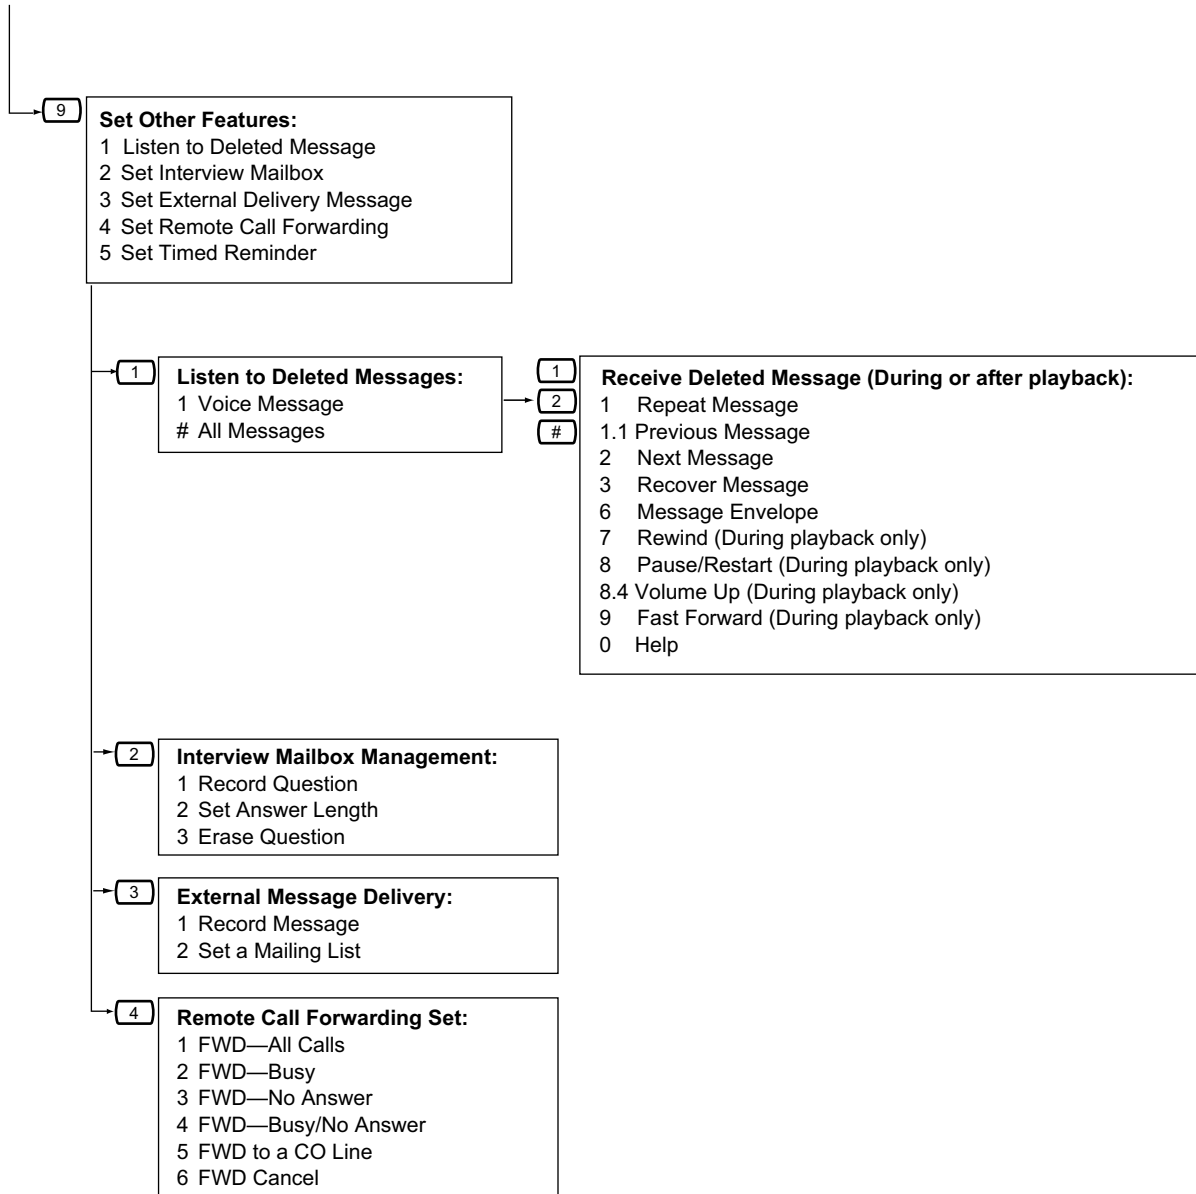 9
Set Other Features:
1 Listen to Deleted Message
2 Set Interview Mailbox
3 Set External Delivery Message
4 Set Remote Call Forwarding
5 Set Timed Reminder
1
Listen to Deleted Messages:
1 Voice Message
# All Messages
1
2
#
Receive Deleted Message (During or after playback):
1 Repeat Message
1.1 Previous Message
2 Next Message
3 Recover Message
6 Message Envelope
7 Rewind (During playback only)
8 Pause/Restart (During playback only)
8.4 Volume Up (During playback only)
9 Fast Forward (During playback only)
0 Help
2
Interview Mailbox Management:
1 Record Question
2 Set Answer Length
3 Erase Question
3
External Message Delivery:
1 Record Message
2 Set a Mailing List
4
Remote Call Forwarding Set:
1 FWD—All Calls
2 FWD—Busy
3 FWD—No Answer
4 FWD—Busy/No Answer
5 FWD to a CO Line
6 FWD Cancel